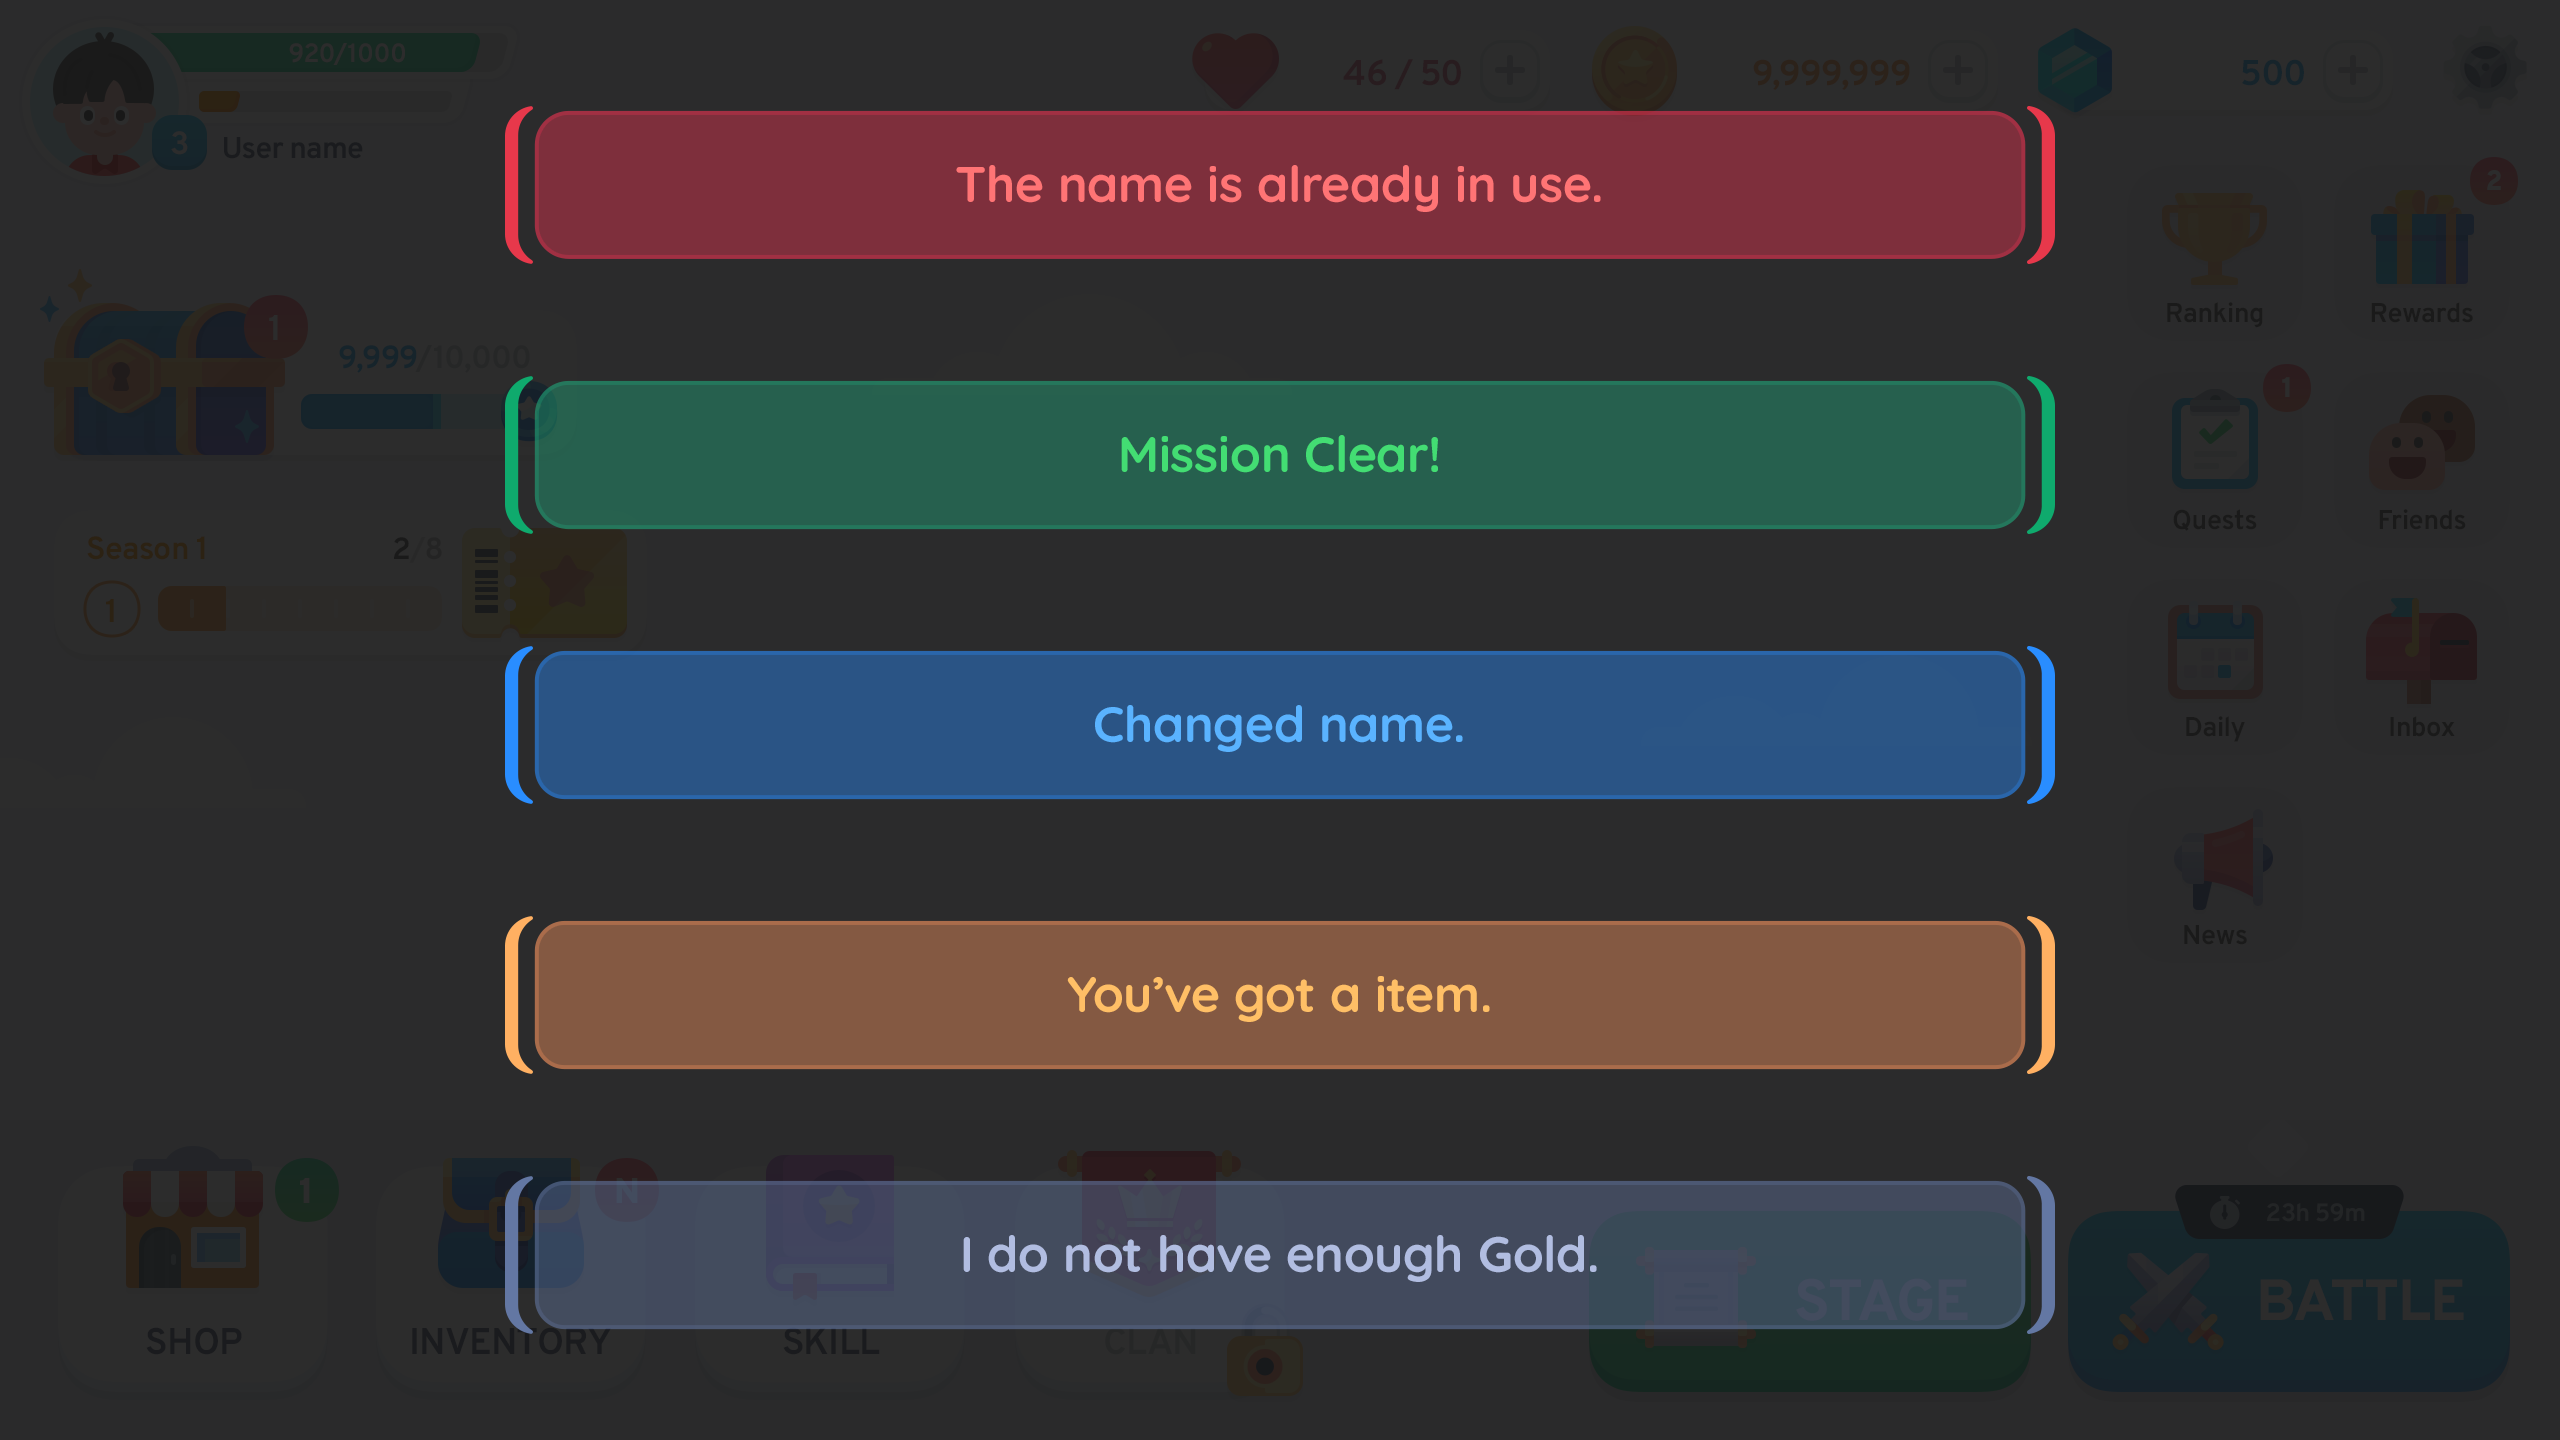 920/1000
46 / 50
9,999,999
500
3
User name
The name is already in use.
2
Ranking
Rewards
1
9,999/10,000
Mission Clear!
1
Quests
Friends
Season 1
2/8
1
1
Changed name.
Daily
Inbox
News
You’ve got a item.
1
N
23h 59m
I do not have enough Gold.
STAGE
BATTLE
SHOP
INVENTORY
SKILL
CLAN